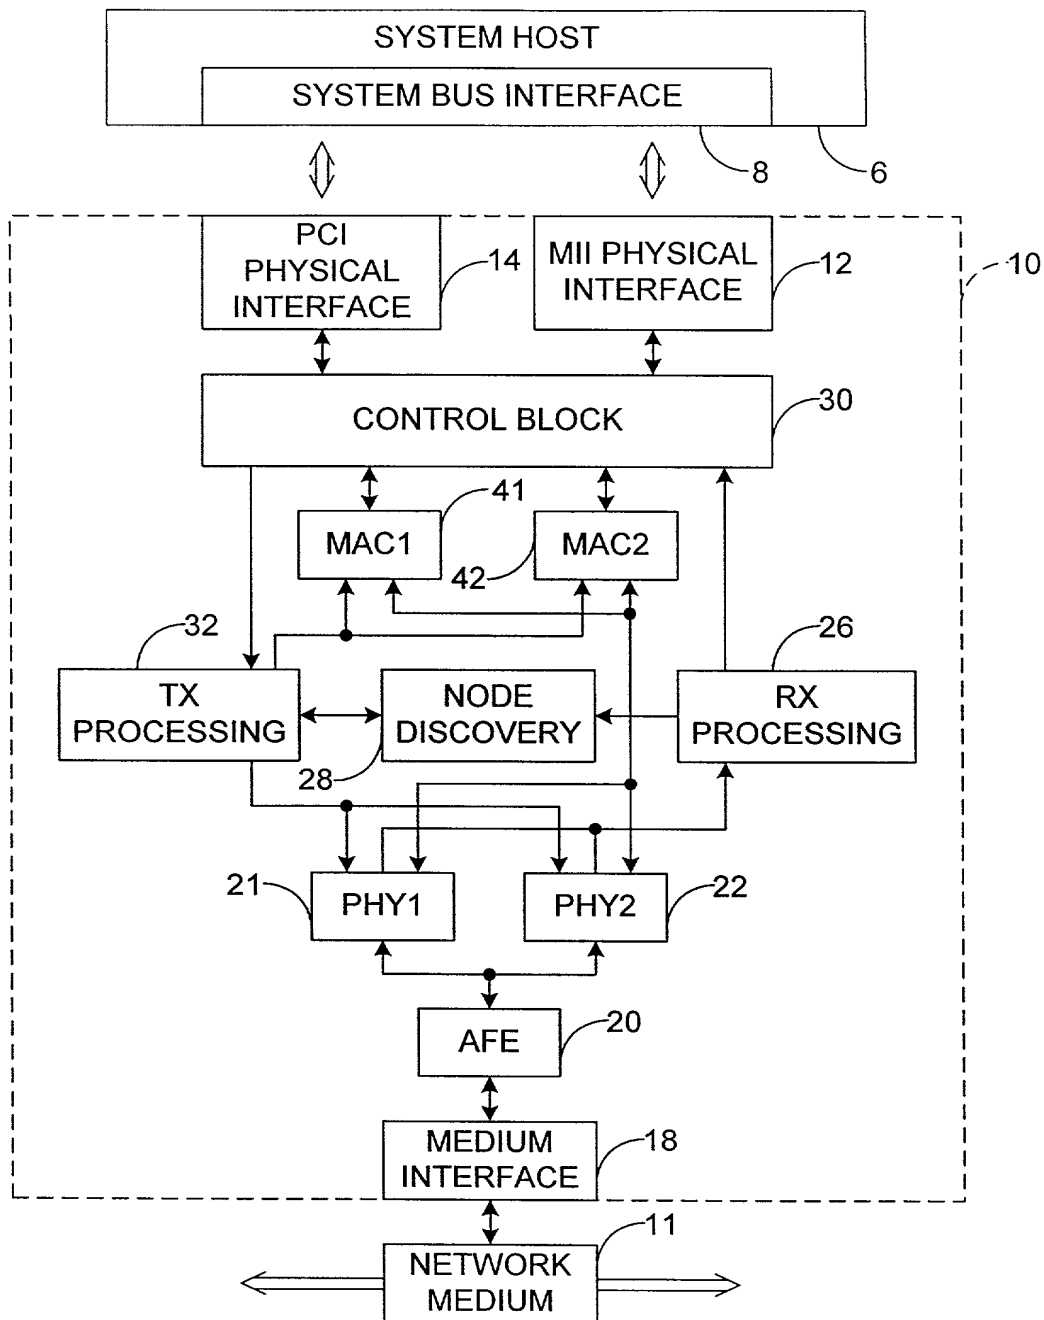 SYSTEM HOST
SYSTEM BUS INTERFACE
8
6
PCI
PHYSICAL
INTERFACE
14
MII PHYSICAL
INTERFACE
12
10
CONTROL BLOCK
30
41
MAC1
MAC2
42
32
26
TX
PROCESSING
NODE
DISCOVERY
RX
PROCESSING
28
21
PHY1
PHY2
22
AFE
20
MEDIUM
INTERFACE
18
11
NETWORK
MEDIUM